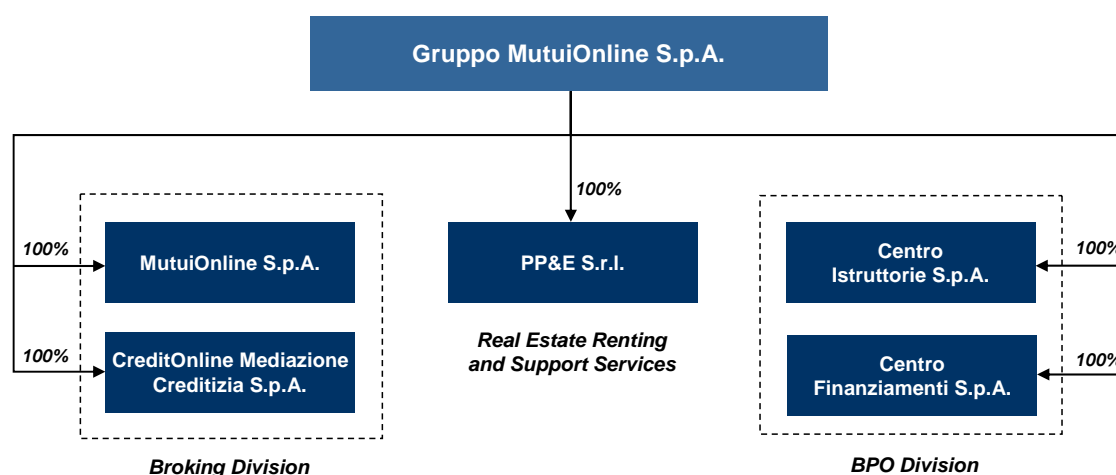 Gruppo MutuiOnline S.p.A.
100%
100%
MutuiOnline S.p.A.
PP&E S.r.l.
Centro
Istruttorie S.p.A.
100%
100%
CreditOnline Mediazione
Creditizia S.p.A.
Real Estate Renting
and Support Services
Centro
Finanziamenti S.p.A.
100%
Broking Division
BPO Division